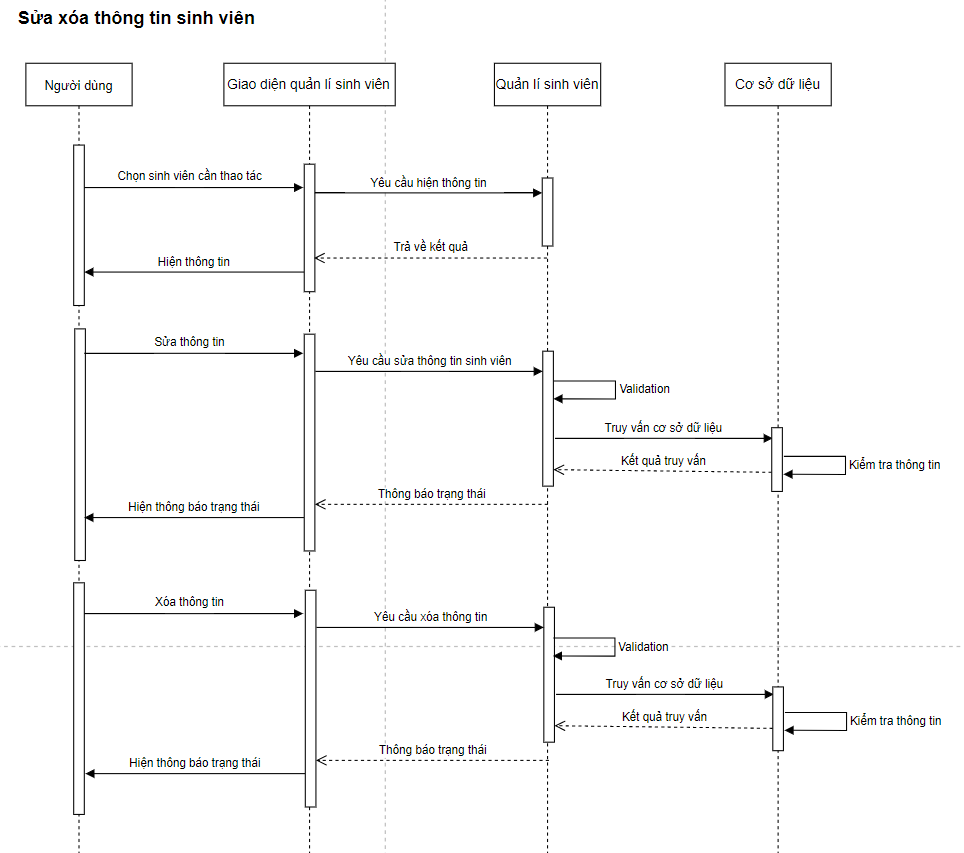 Sửa xóa thông tin sinh viên
Người dùng
Giao diện quản lí sinh viên
Quản lí sinh viên
Cơ sở dữ liệu
Chọn sinh viên cần thao tác
Yêu cầu hiện thông tin
Trả về kết quả
Hiện thông tin
Sửa thông tin
Yêu cầu sửa thông tin sinh viên
Validation
Truy vấn cơ sở dữ liệu
Kết quả truy vấn
Kiểm tra thông tin
Thông báo trạng thái
Hiện thông báo trạng thái
Xóa thông tin
Yêu cầu xóa thông tin
Validation
Truy vấn cơ sở dữ liệu
Kết quả truy vấn
Kiểm tra thông tin
Thông báo trạng thái
Hiện thông báo trạng thái